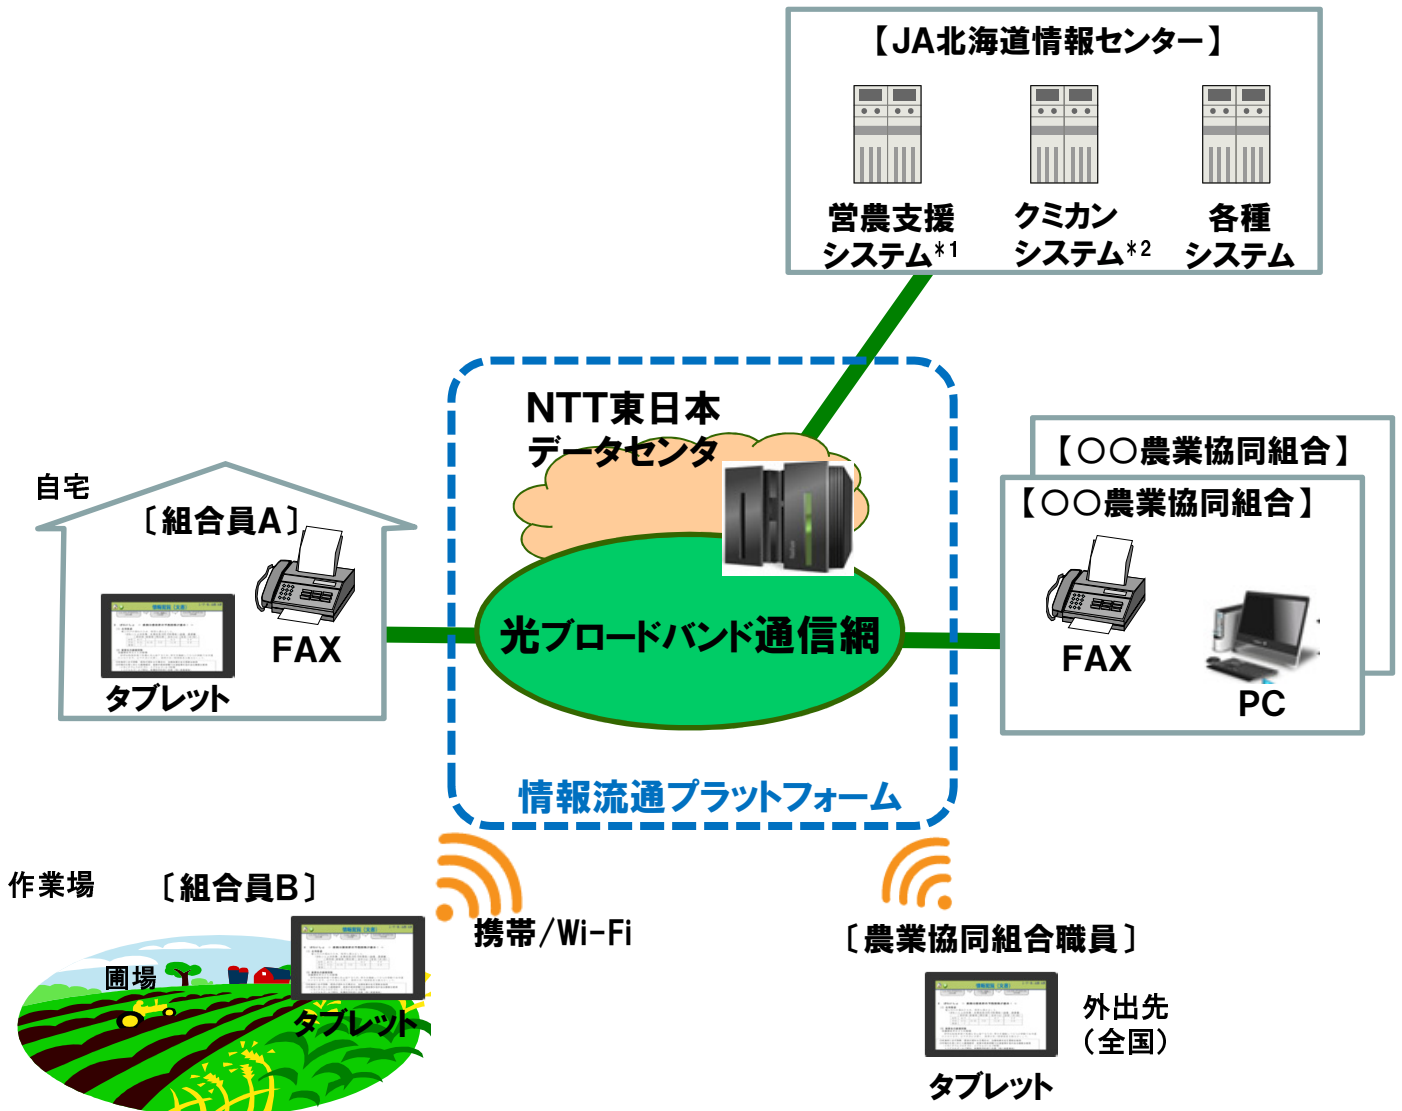 【JA北海道情報センター】
営農支援
システム*1
クミカン
システム*2
各種
システム
NTT東日本
データセンタ
光ブロードバンド通信網
情報流通プラットフォーム
自宅
〔組合員A〕
FAX
タブレット
【〇〇農業協同組合】
【〇〇農業協同組合】
FAX
PC
作業場
〔組合員B〕
圃場
タブレット
携帯/Wi-Fi
〔農業協同組合職員〕
外出先
(全国)
タブレット